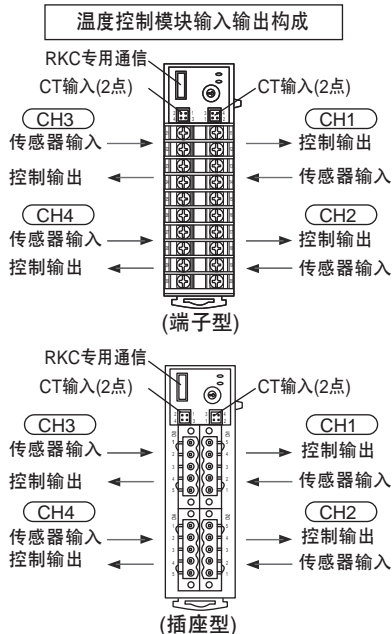 温度控制模块输入输出构成
RKC专用通信
CT输入(2点) CT输入(2点)
CH3 CH1
传感器输入 控制输出
控制输出 传感器输入
CH4 CH2
传感器输入 控制输出
控制输出 传感器输入
(端子型)
RKC专用通信
CT输入(2点) CT输入(2点)
CH3 CH1
传感器输入 控制输出
控制输出 传感器输入
CH4 CH2
传感器输入 控制输出
控制输出 传感器输入
(插座型)